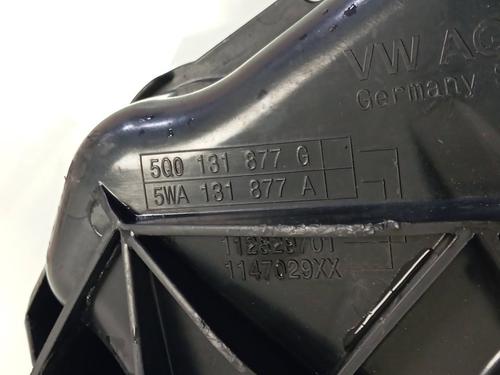 VW AG
Germany
5Q0 131 877 G
5WA 131 877 A
1147029XX